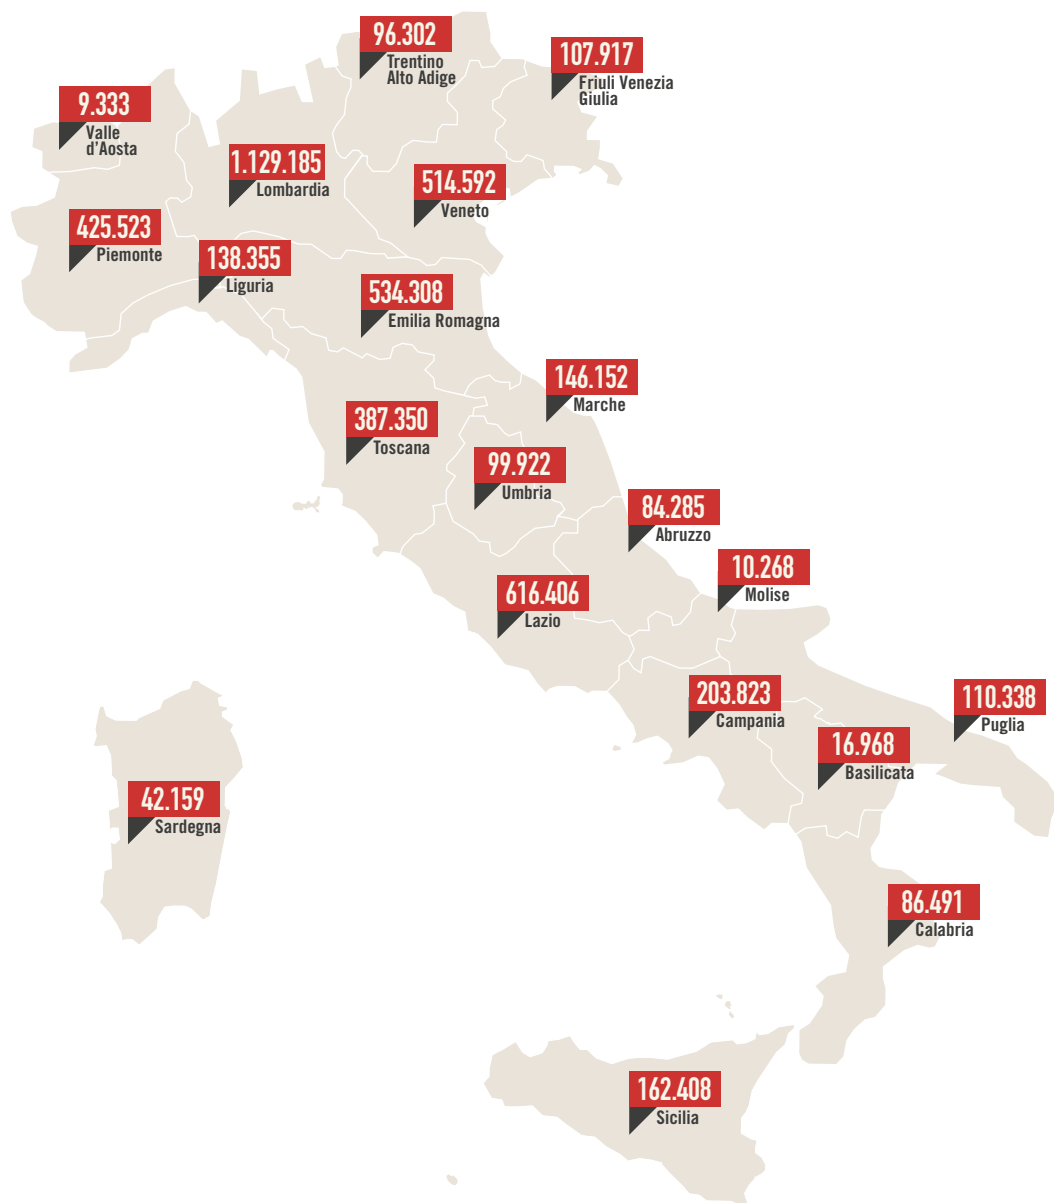 96.302
Trentino
Alto Adige
107.917
Friuli Venezia
Giulia
9.333
Valle
d'Aosta
1.129.185
Lombardia
514.592
Veneto
425.523
Piemonte
138.355
Liguria
534.308
Emilia Romagna
146.152
Marche
387.350
Toscana
99.922
Umbria
84.285
Abruzzo
10.268
Molise
616.406
Lazio
203.823
Campania
110.338
Puglia
16.968
Basilicata
42.159
Sardegna
86.491
Calabria
162.408
Sicilia